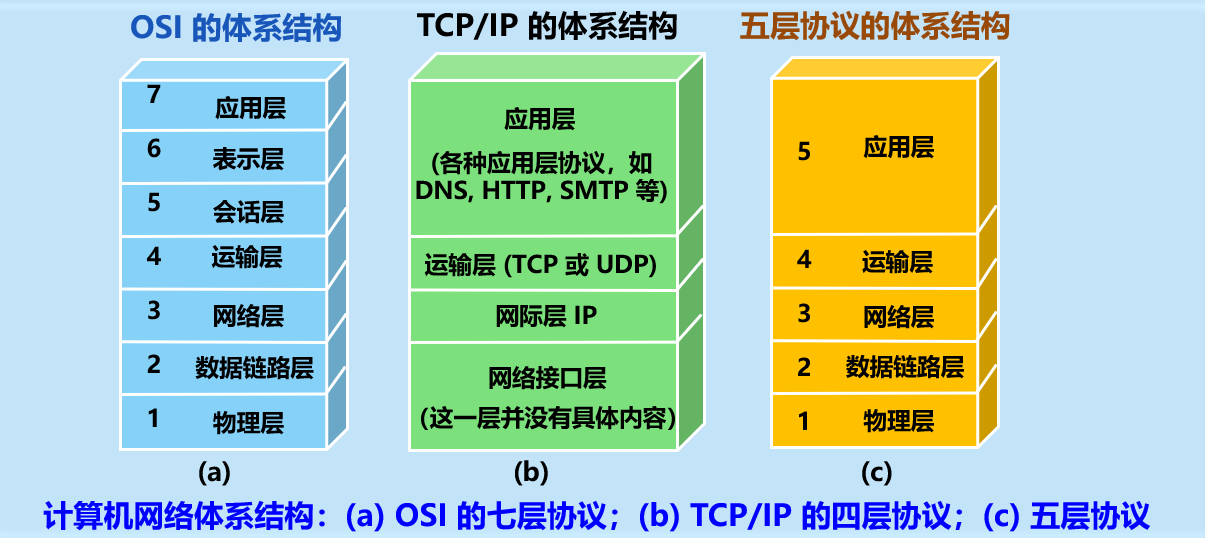 OSI 的体系结构
7 应用层
6 表示层
5 会话层
4 运输层
3 网络层
2 数据链路层
1 物理层
(a)
TCP/IP 的体系结构
应用层
(各种应用层协议，如
DNS, HTTP, SMTP 等)
运输层 (TCP 或 UDP)
网际层 IP
网络接口层
(这一层并没有具体内容)
(b)
五层协议的体系结构
5 应用层
4 运输层
3 网络层
2 数据链路层
1 物理层
(c)
计算机网络体系结构：(a) OSI 的七层协议；(b) TCP/IP 的四层协议；(c) 五层协议